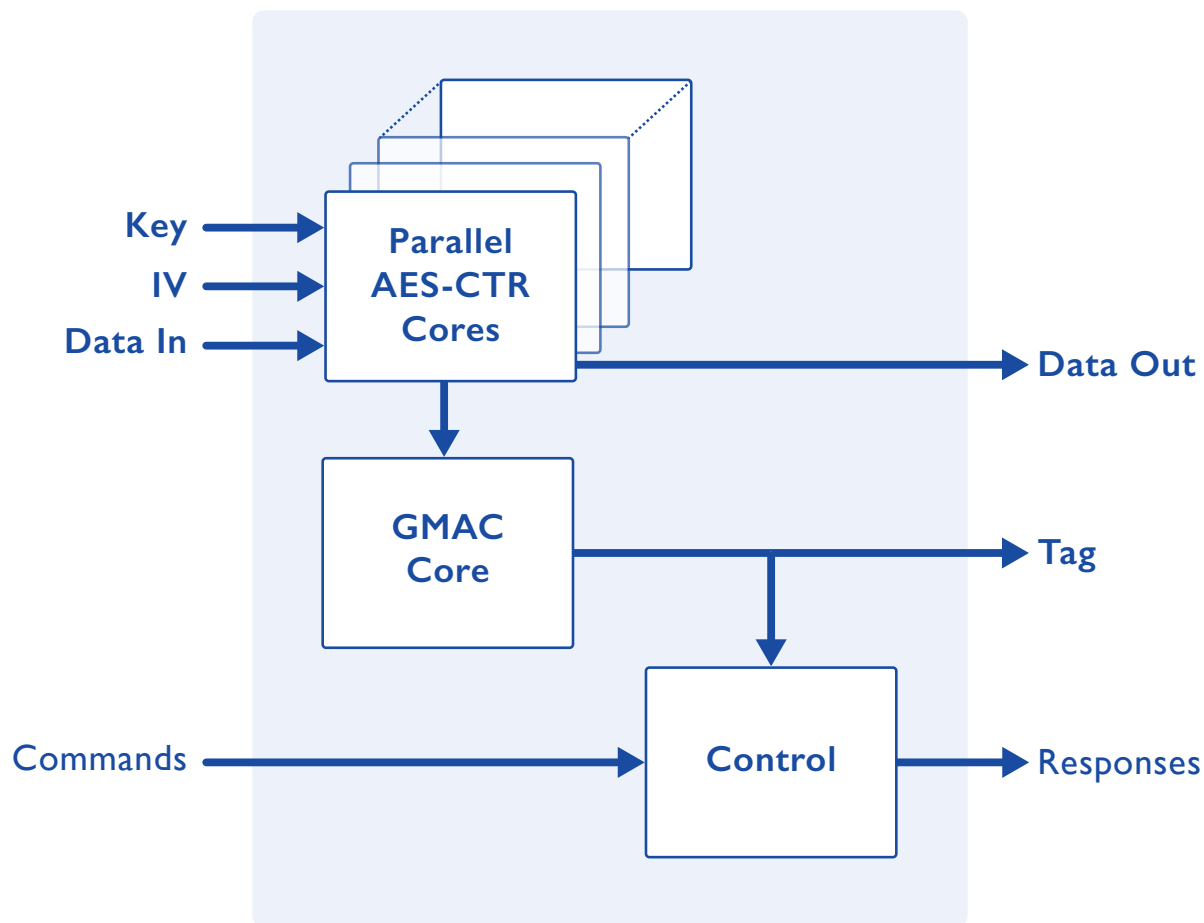 Key
IV
Data In
Parallel
AES-CTR
Cores
Data Out
GMAC
Core
Tag
Commands
Control
Responses